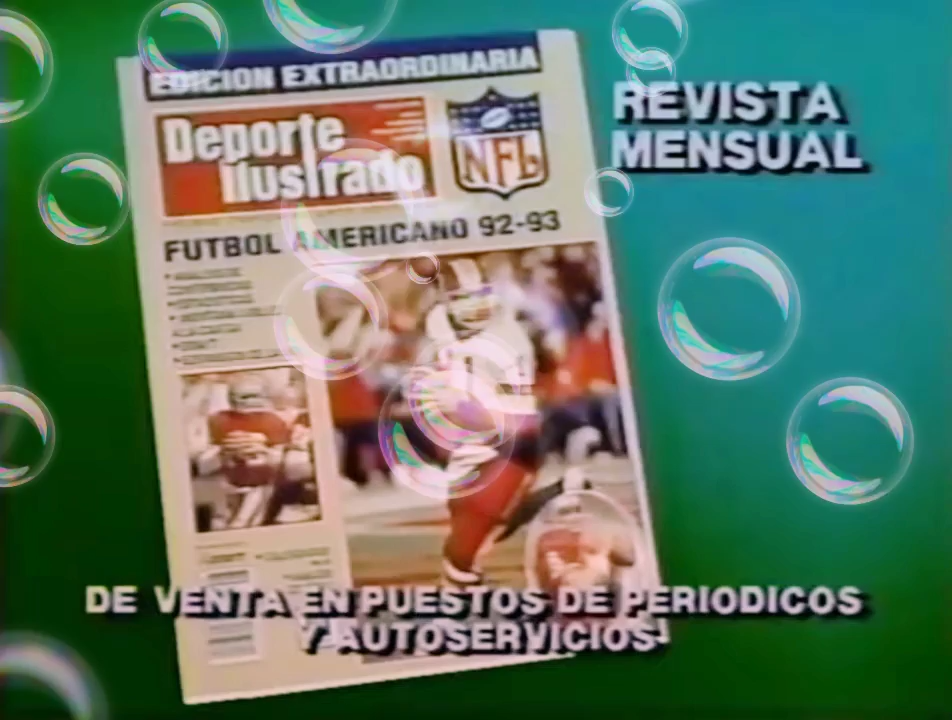 EDICION EXTRAORDINARIA
Deporte
Ilustrado
NFL
REVISTA
MENSUAL
FUTBOL AMERICANO 92-93
DE VENTA EN PUESTOS DE PERIODICOS
Y AUTOSERVICIOS